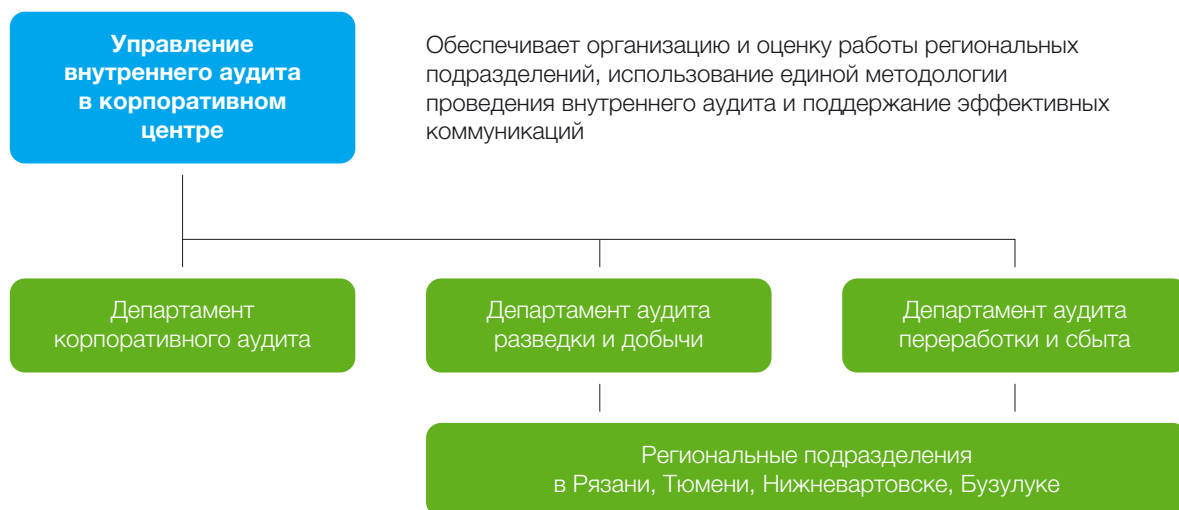 Управление
внутреннего аудита
в корпоративном
центре
Обеспечивает организацию и оценку работы региональных
подразделений, использование единой методологии
проведения внутреннего аудита и поддержание эффективных
коммуникаций
Департамент
корпоративного аудита
Департамент аудита
разведки и добычи
Департамент аудита
переработки и сбыта
Региональные подразделения
в Рязани, Тюмени, Нижневартовске, Бузулуке